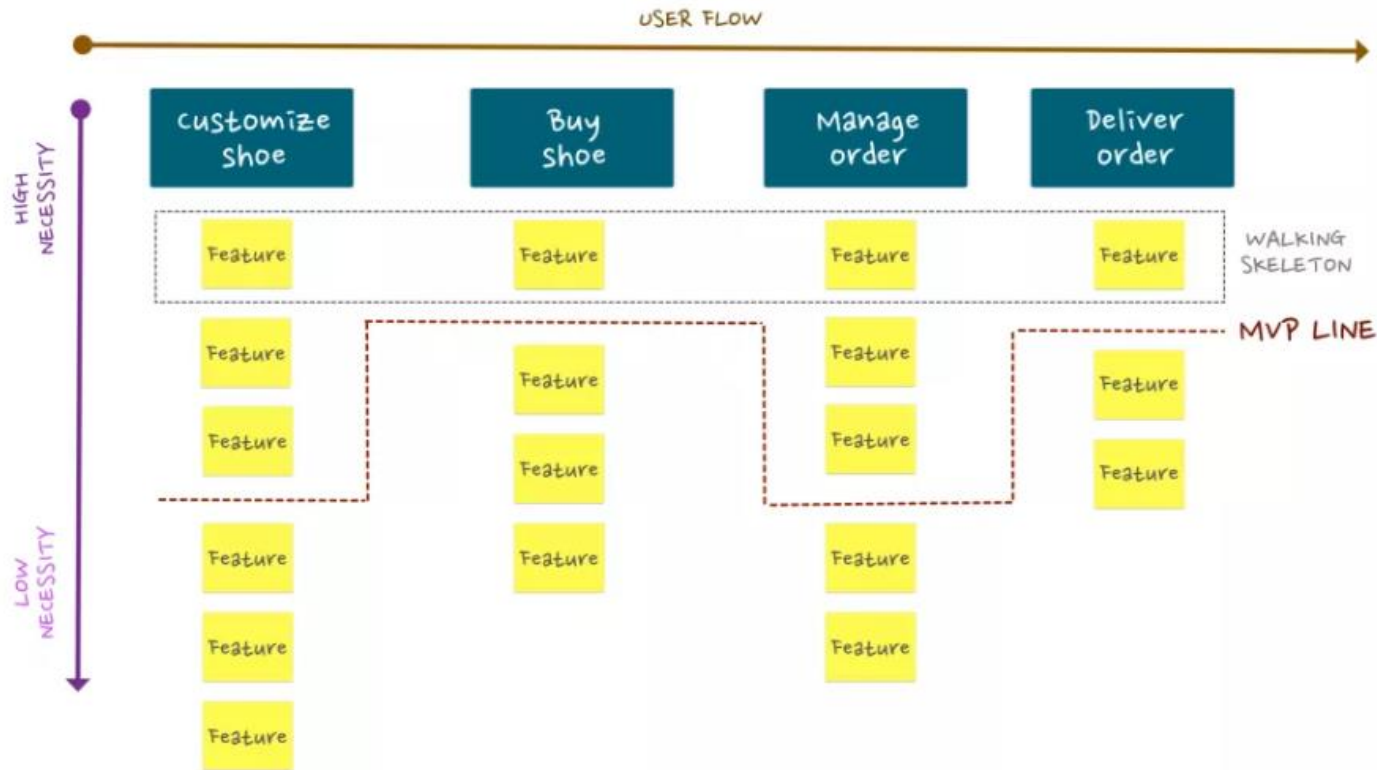 USER FLOW
HIGH
NECESSITY
LOW
NECESSITY
Customize
shoe
Buy
shoe
Manage
order
Deliver
order
Feature
Feature
Feature
Feature
WALKING
SKELETON
Feature
Feature
MVP LINE
Feature
Feature
Feature
Feature
Feature
Feature
Feature
Feature
Feature
Feature
Feature
Feature
Feature
Feature